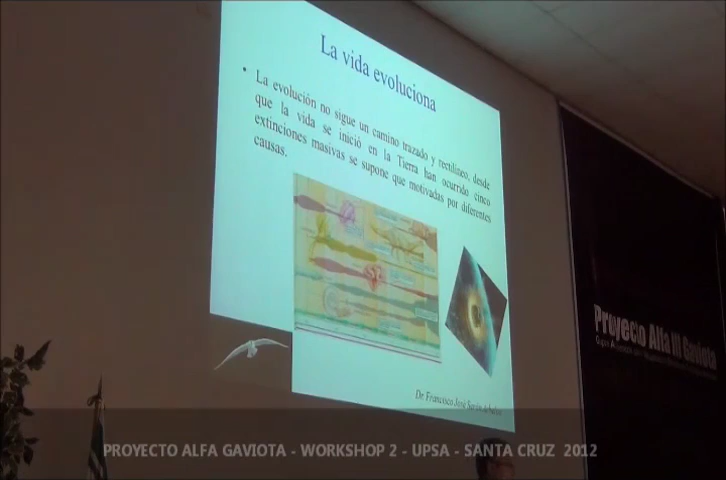 La vida evoluciona
• La evolución no sigue un camino trazado y rectilíneo, desde
que la vida se inició en la Tierra han ocurrido cinco
extinciones masivas se supone que motivadas por diferentes
causas.
Proyecto Alfa III Gaviota
Dr. Francisco José
PROYECTO ALFA GAVIOTA - WORKSHOP 2 - UPSA - SANTA CRUZ 2012